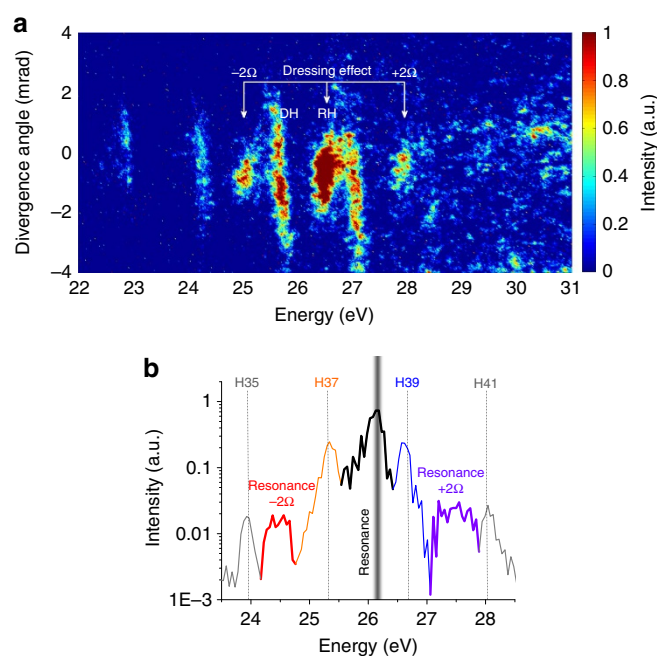 a
4
2
0
−2
−4
Divergence angle (mrad)
−2Ω
Dressing effect
+2Ω
DH
RH
22
23
24
25
26
27
28
29
30
31
Energy (eV)
1
0.8
0.6
0.4
0.2
0
Intensity (a.u.)
b
H35
H37
H39
H41
1
0.1
0.01
1E−3
Intensity (a.u.)
Resonance
−2Ω
Resonance
Resonance
+2Ω
24
25
26
27
28
Energy (eV)